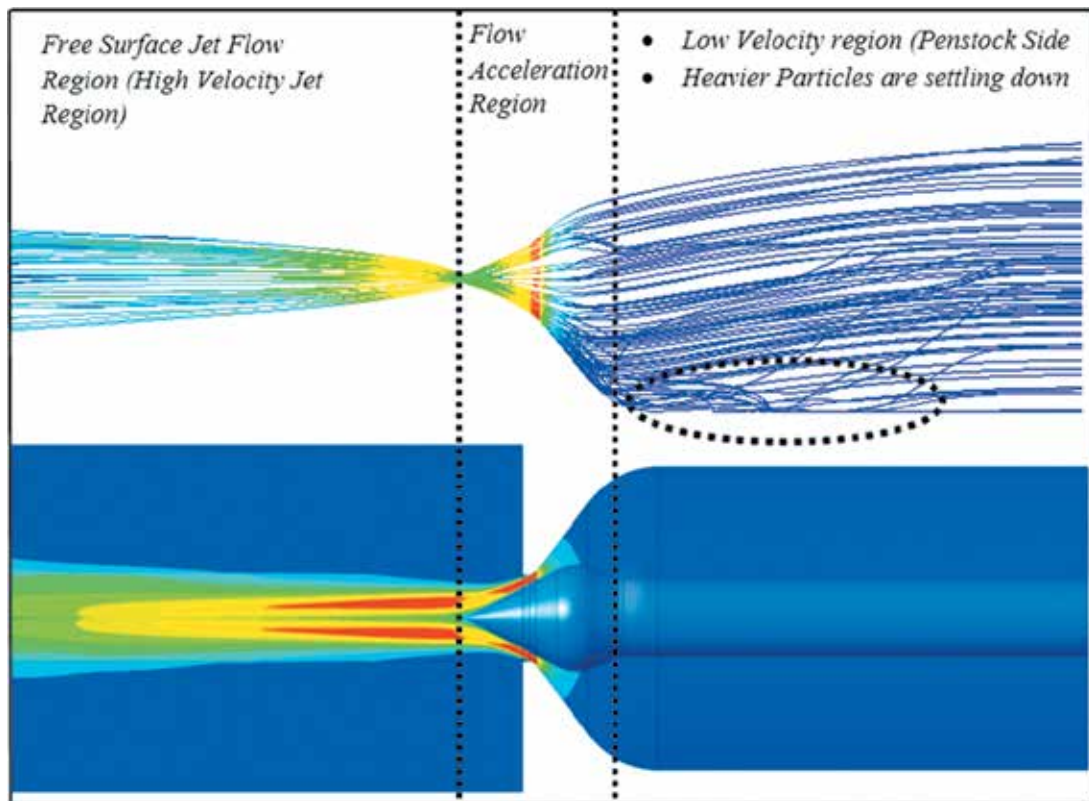 Free Surface Jet Flow
Region (High Velocity Jet
Region)
Flow
Acceleration
Region
● Low Velocity region (Penstock Side
● Heavier Particles are settling down